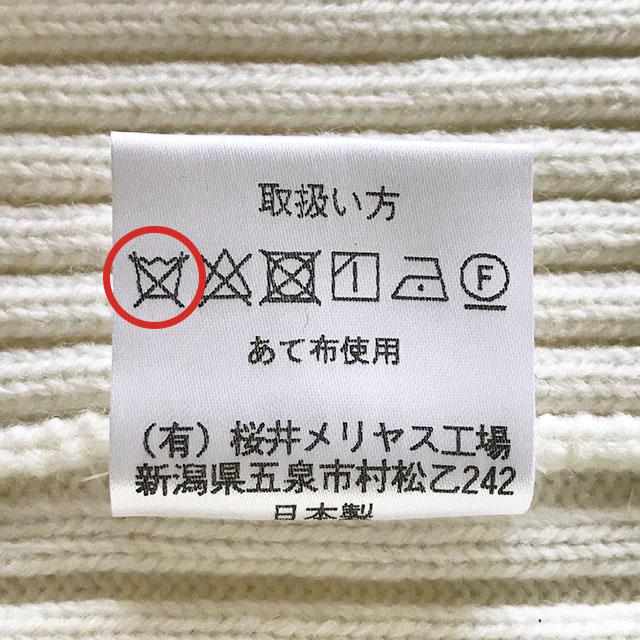 取扱い方
F
あて布使用
(有) 桜井メリヤス工場
新潟県五泉市村松乙242
日本製